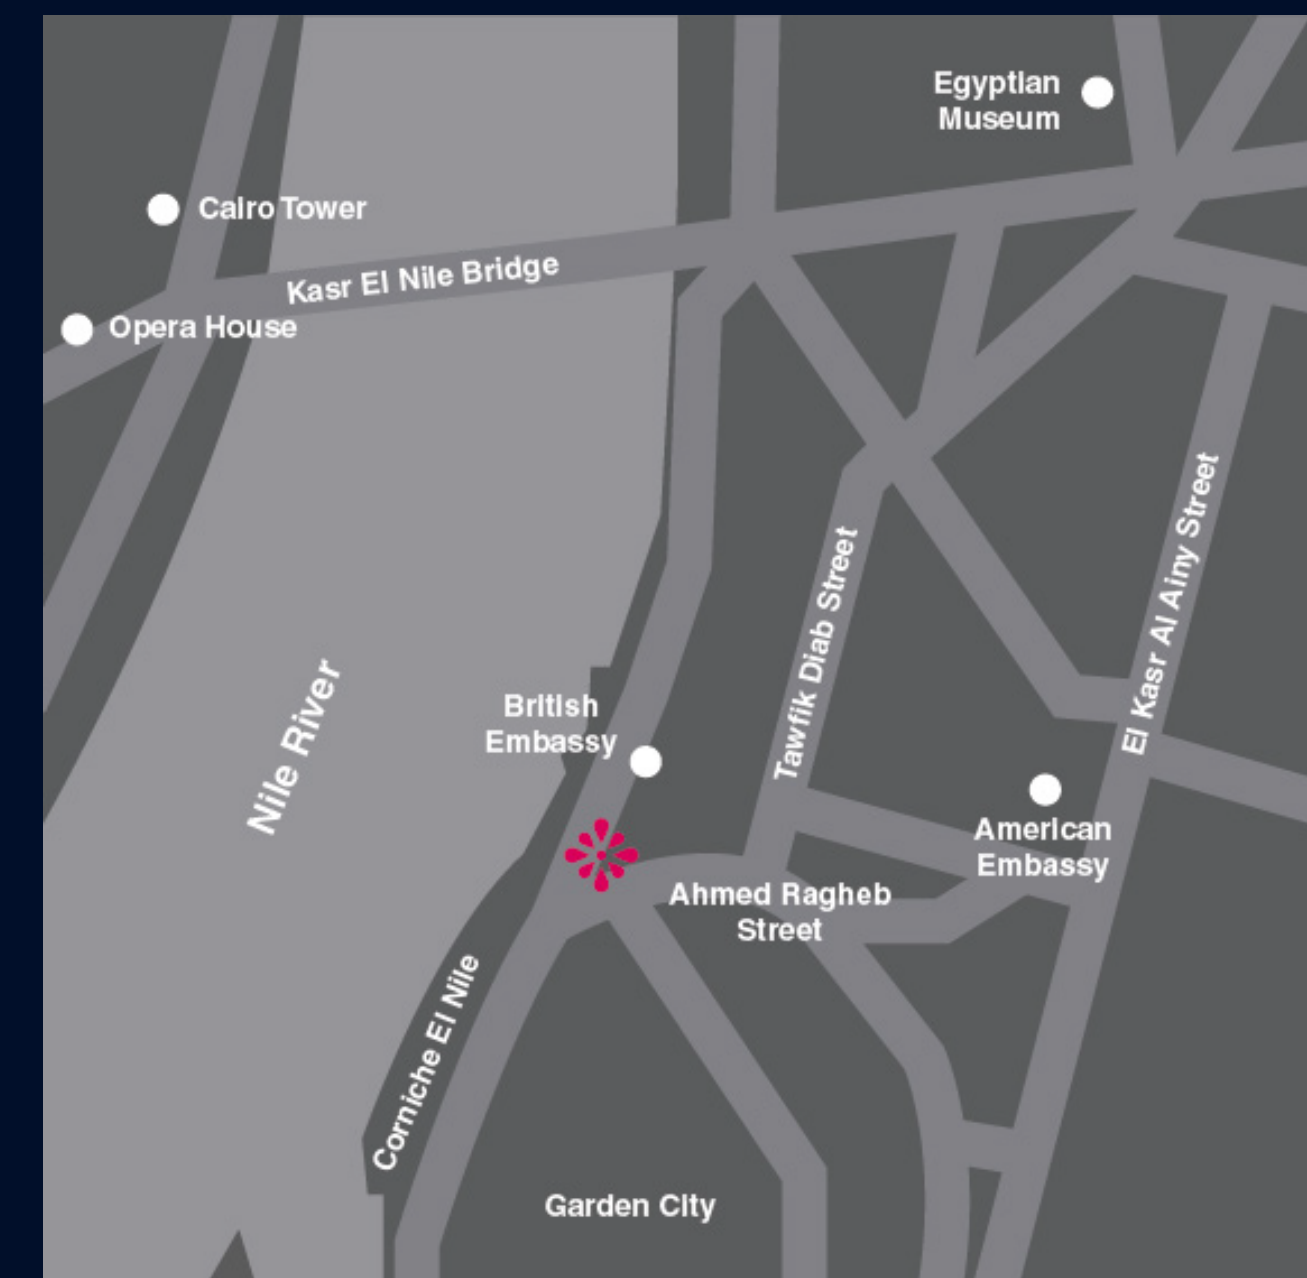 Egyptian
Museum
Cairo Tower
Kasr El Nile Bridge
Opera House
El Kasr Al Ainy Street
Tawfik Diab Street
Nile River
British
Embassy
American
Embassy
Ahmed Ragheb
Street
Corniche El Nile
Garden City